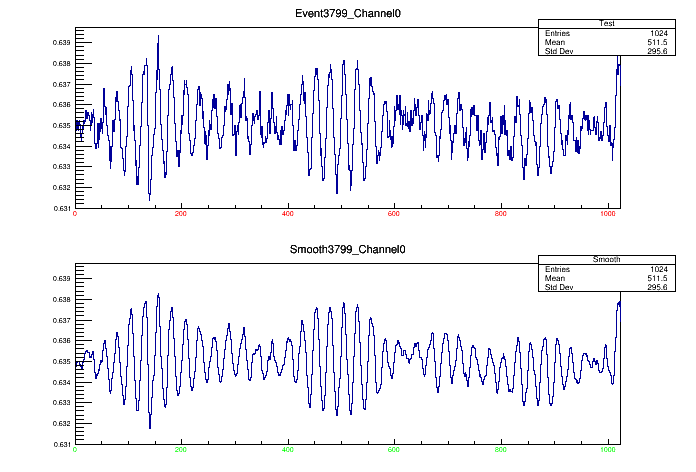 Event3799_Channel0
Test
Entries 1024
Mean 511.5
Std Dev 295.6
0.639
0.638
0.637
0.636
0.635
0.634
0.633
0.632
0.631
0 200 400 600 800 1000
Smooth3799_Channel0
Smooth
Entries 1024
Mean 511.5
Std Dev 295.6
0.639
0.638
0.637
0.636
0.635
0.634
0.633
0.632
0.631
0 200 400 600 800 1000